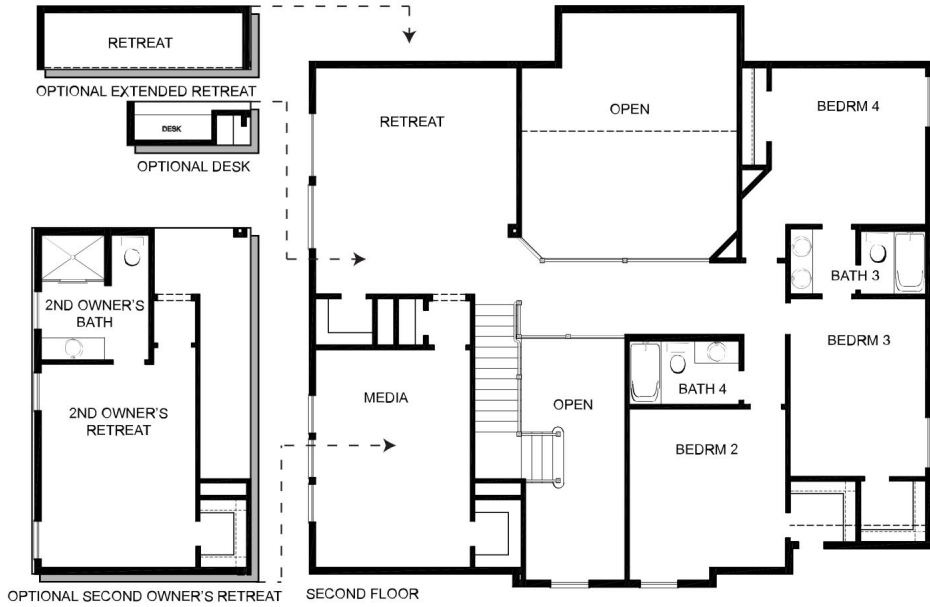 RETREAT
OPTIONAL EXTENDED RETREAT
DESK
OPTIONAL DESK
2ND OWNER'S
BATH
2ND OWNER'S
RETREAT
OPTIONAL SECOND OWNER'S RETREAT
RETREAT
OPEN
BEDRM 4
BATH 3
BEDRM 3
MEDIA
OPEN
BATH 4
BEDRM 2
SECOND FLOOR